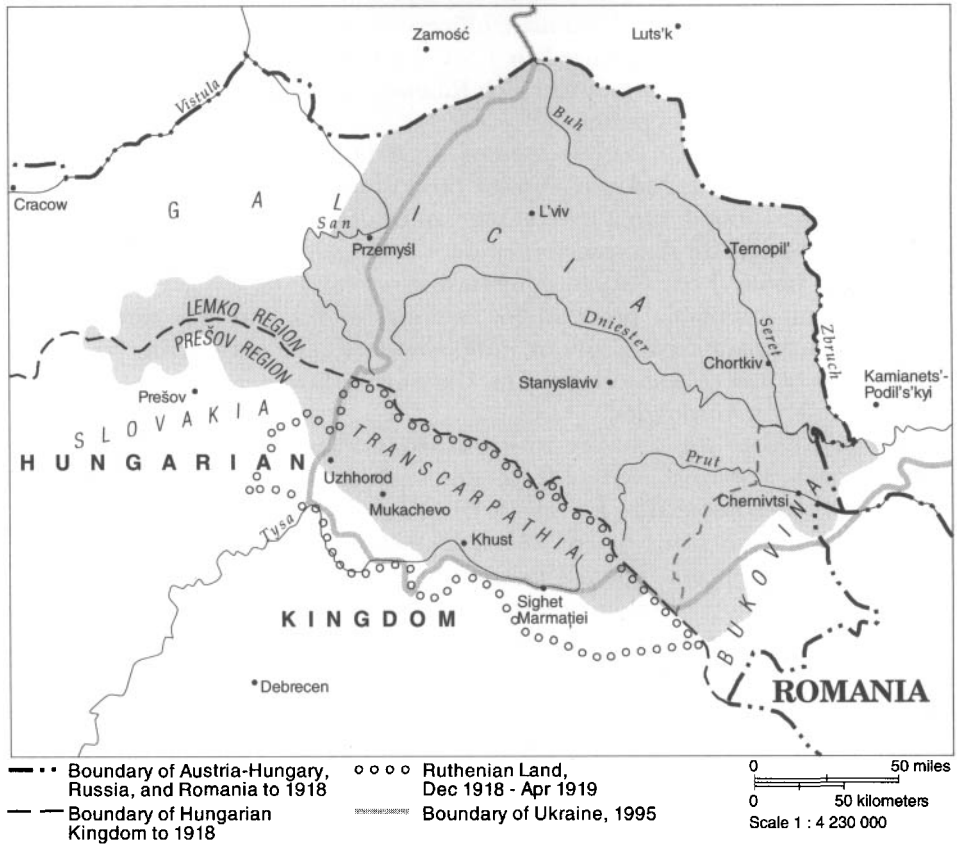 Zamość
Luts'k
Vistula
Buh
Cracow
G A L I C I A
L'viv
San
Przemyśl
Ternopil'
LEMKO REGION
PREŠOV REGION
Dniester
Seret
Zbruch
Chortkiv
Stanyslaviv
Kamianets'-
Podil's'kyi
Prešov
SLOVAKIA
HUNGARIAN
KINGDOM
TRANSCARPATHIA
Uzhhorod
Mukachevo
Prut
Chernivtsi
Tysa
Khust
BUKOVINA
Sighet
Marmaţiei
Debrecen
ROMANIA
Boundary of Austria-Hungary,
Russia, and Romania to 1918
Boundary of Hungarian
Kingdom to 1918
Ruthenian Land,
Dec 1918 - Apr 1919
Boundary of Ukraine, 1995
0 50 miles
0 50 kilometers
Scale 1 : 4 230 000